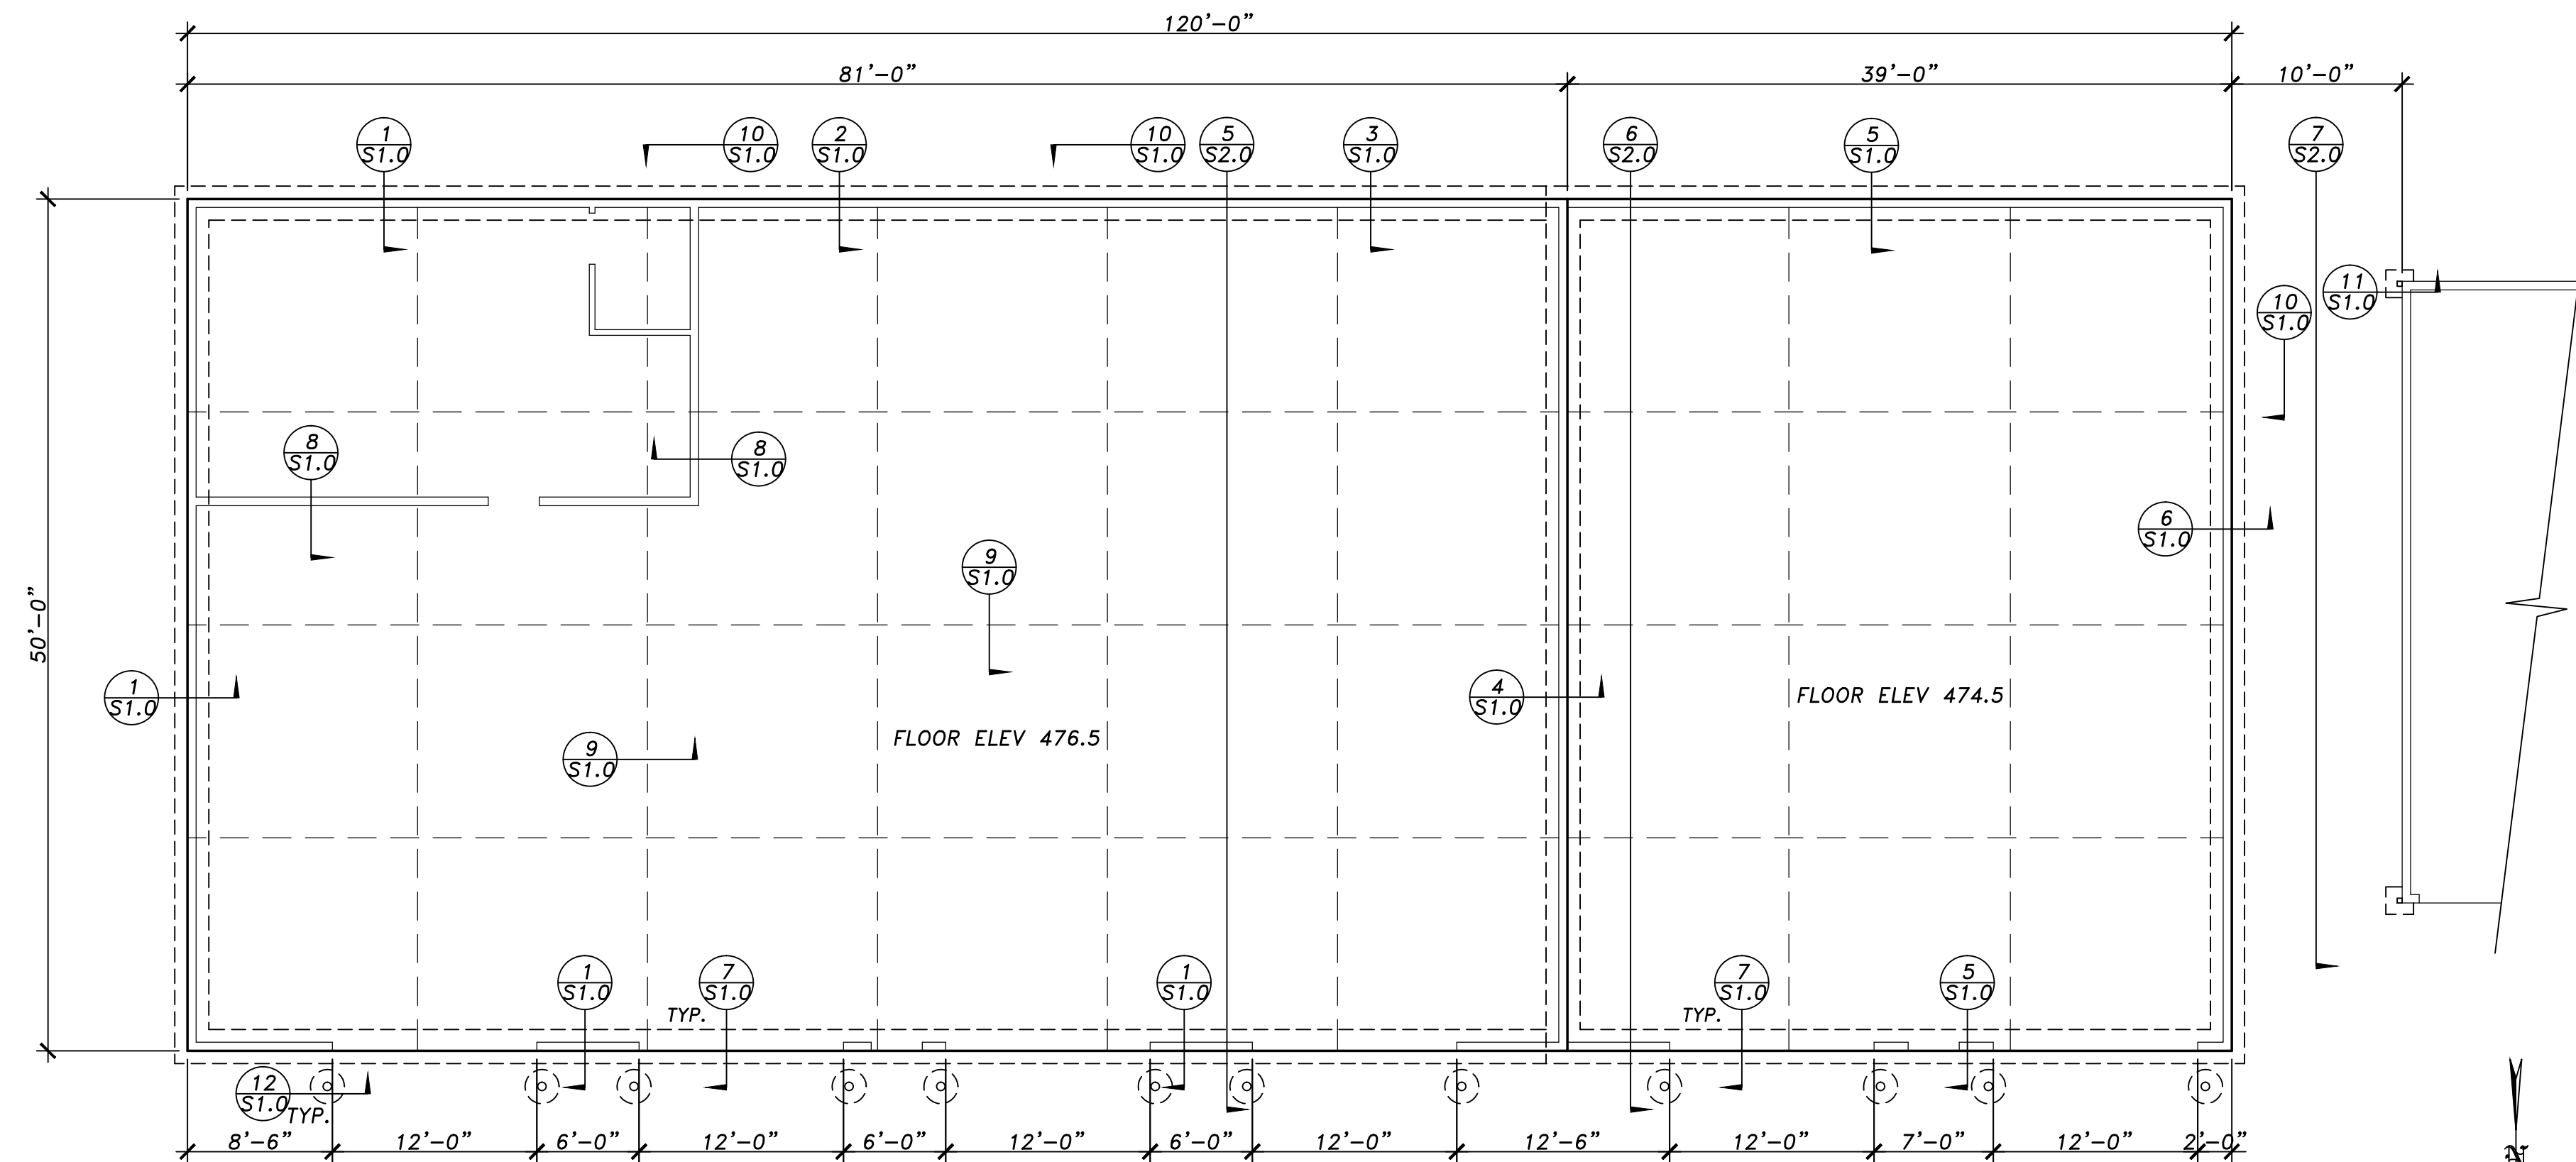 120'-0"
81'-0"
39'-0"
10'-0"
1
S1.0
10
S1.0
2
S1.0
10
S1.0
5
S2.0
3
S1.0
6
S2.0
5
S1.0
7
S2.0
11
S1.0
10
S1.0
8
S1.0
8
S1.0
6
S1.0
9
S1.0
50'-0"
1
S1.0
4
S1.0
FLOOR ELEV 474.5
9
S1.0
FLOOR ELEV 476.5
1
S1.0
7
S1.0
TYP.
1
S1.0
7
S1.0
TYP.
5
S1.0
12
S1.0
TYP.
8'-6"
12'-0"
6'-0"
12'-0"
6'-0"
12'-0"
6'-0"
12'-0"
12'-6"
12'-0"
7'-0"
12'-0"
2'-0"